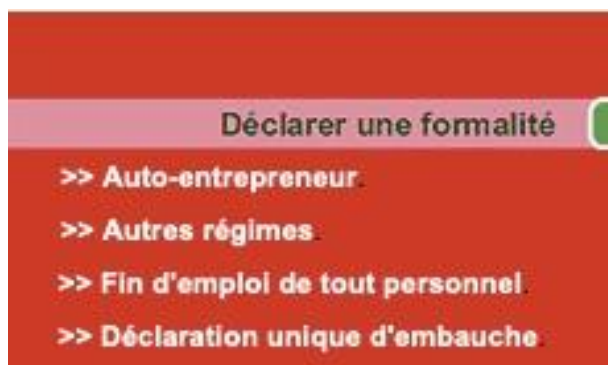 Déclarer une formalité
>> Auto-entrepreneur.
>> Autres régimes.
>> Fin d'emploi de tout personnel.
>> Déclaration unique d'embauche.